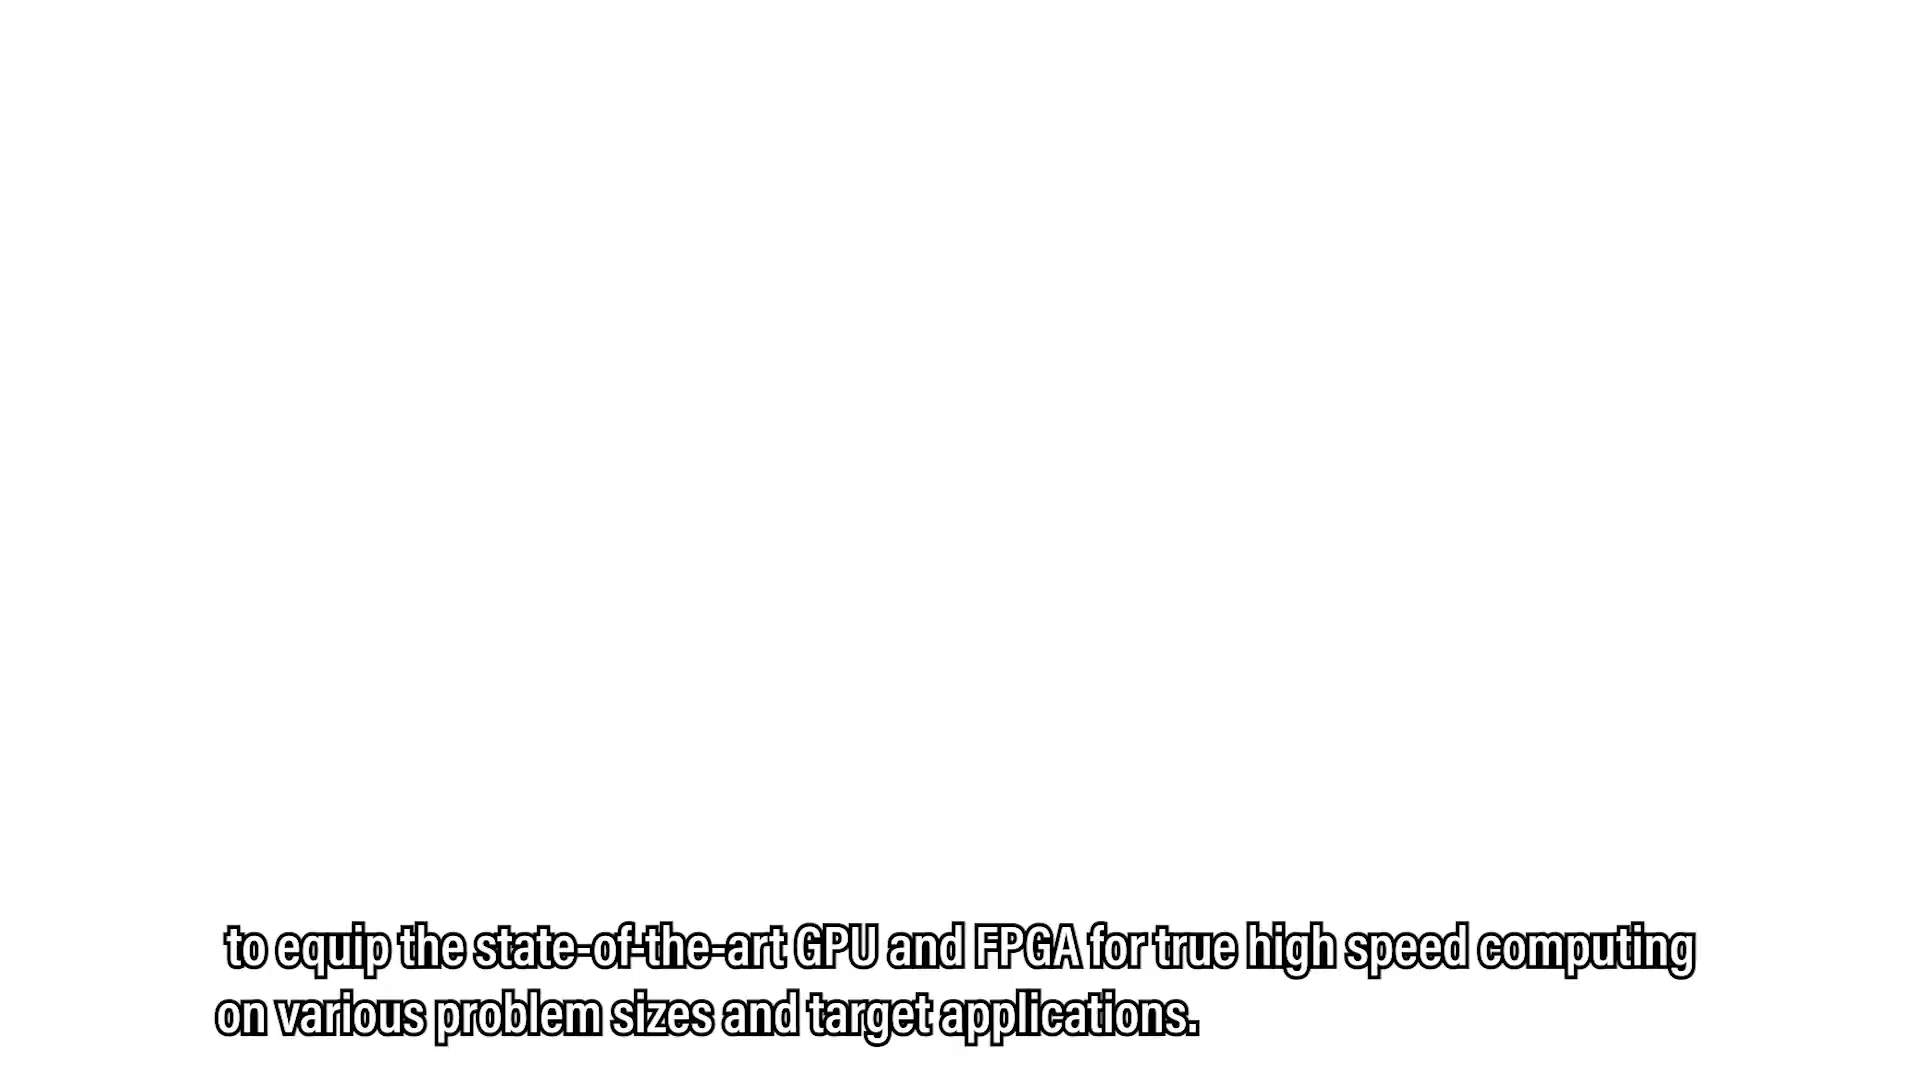 to equip the state-of-the-art GPU and FPGA for true high speed computing
on various problem sizes and target applications.